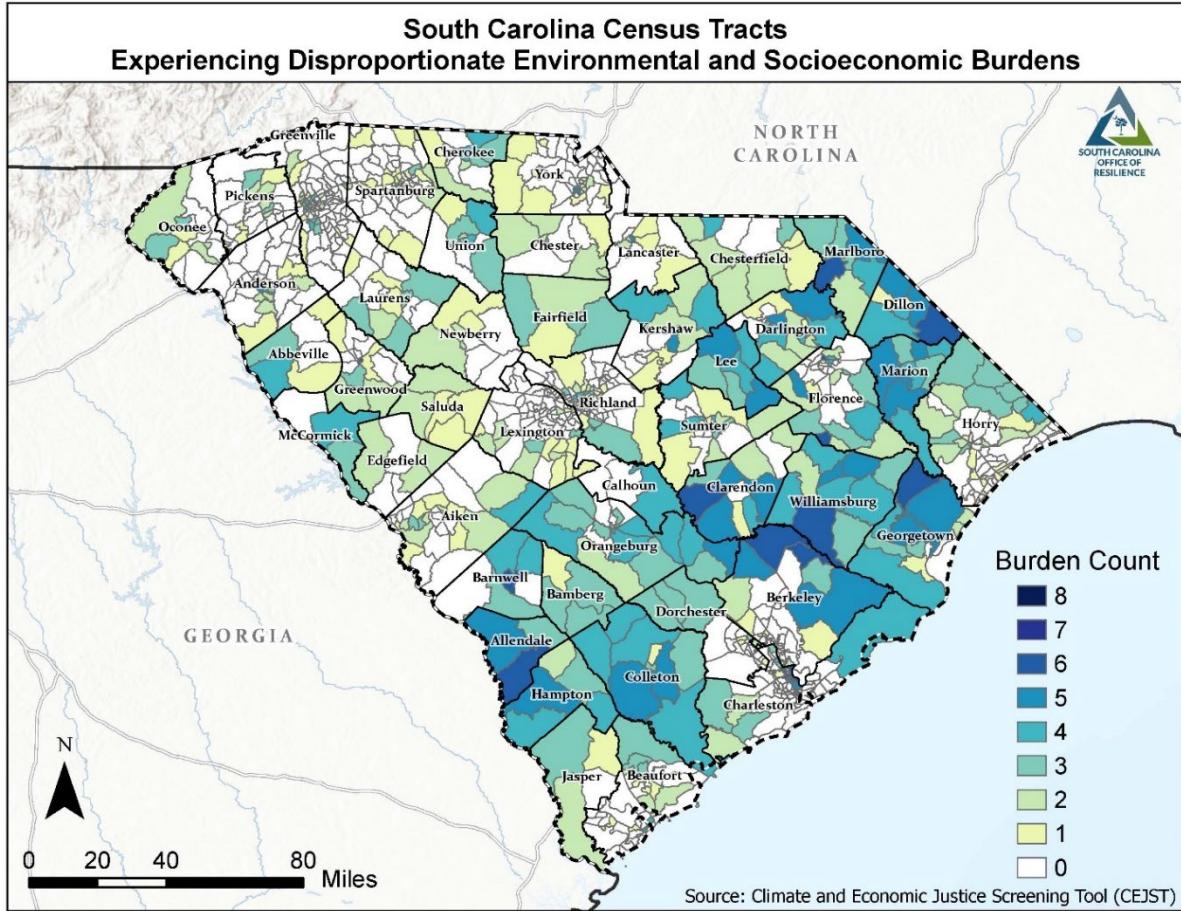 South Carolina Census Tracts
Experiencing Disproportionate Environmental and Socioeconomic Burdens
NORTH
CAROLINA
SOUTH CAROLINA
OFFICE OF
RESILIENCE
Greenville
Cherokee
York
Spartanburg
Pickens
Oconee
Union
Chester
Lancaster
Chesterfield
Marlboro
Anderson
Laurens
Dillon
Fairfield
Kershaw
Darlington
Newberry
Abbeville
Lee
Marion
Greenwood
Florence
Saluda
Richland
Horry
Sumter
Lexington
McCormick
Edgefield
Calhoun
Clarendon
Williamsburg
Aiken
Georgetown
Orangeburg
Barnwell
Bamberg
Berkeley
Dorchester
GEORGIA
Allendale
Colleton
Hampton
Charleston
Jasper
Beaufort
Burden Count
8
7
6
5
4
3
2
1
0
N
0 20 40 80
Miles
Source: Climate and Economic Justice Screening Tool (CEJST)